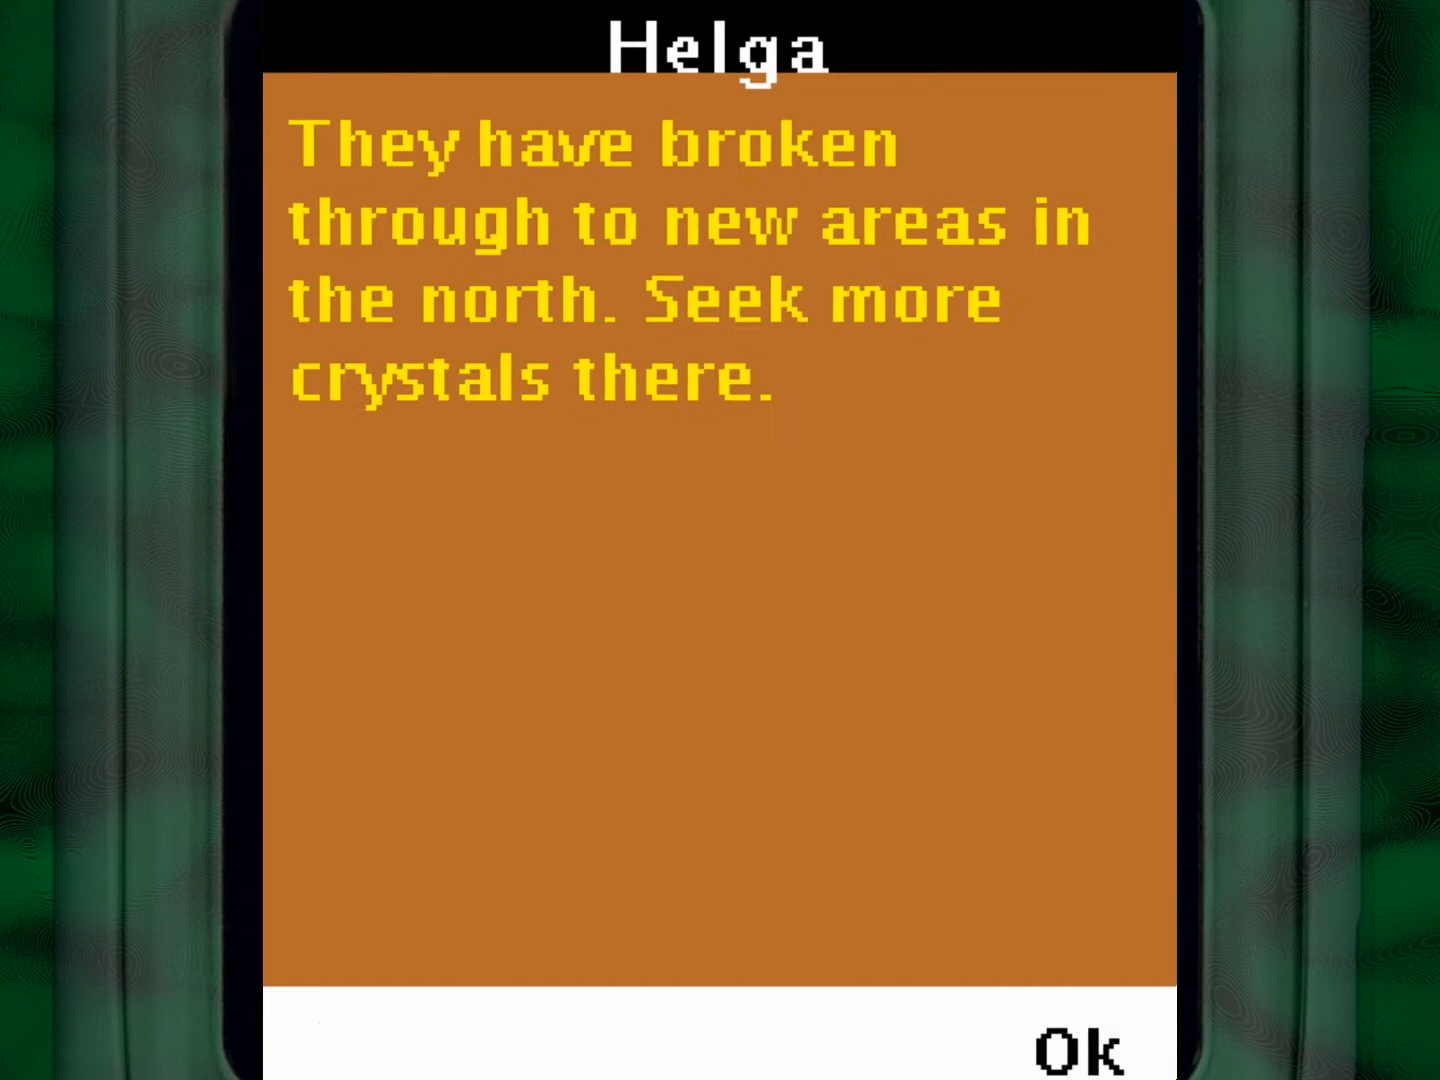 Helga
They have broken
through to new areas in
the north. Seek more
crystals there.
Ok